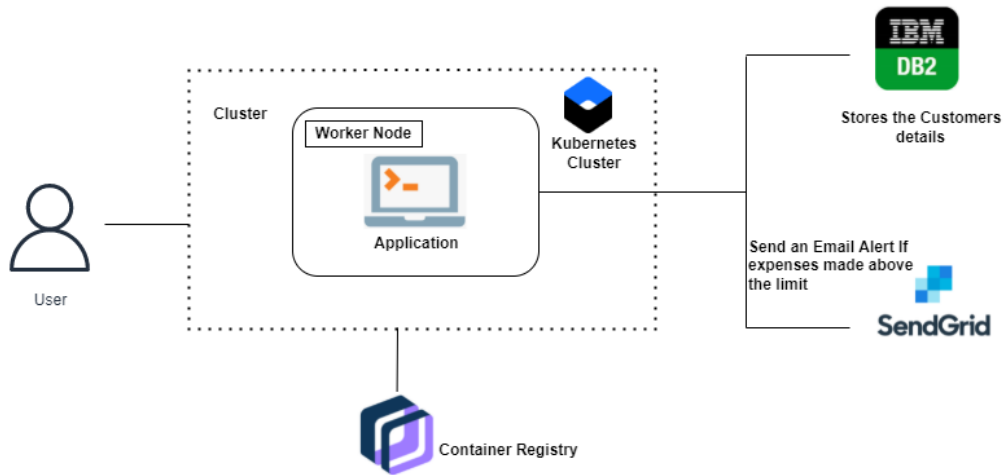 IBM
DB2
Stores the Customers
details
Cluster
Worker Node
Kubernetes
Cluster
Application
User
Send an Email Alert If
expenses made above
the limit
SendGrid
Container Registry